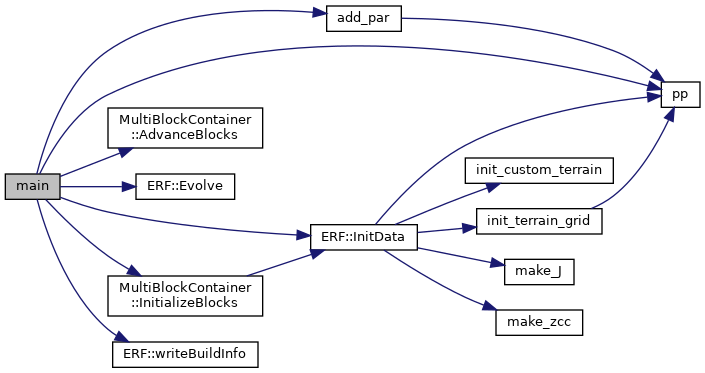 add_par
pp
MultiBlockContainer
::AdvanceBlocks
init_custom_terrain
main
ERF::Evolve
init_terrain_grid
ERF::InitData
make_J
MultiBlockContainer
::InitializeBlocks
make_zcc
ERF::writeBuildInfo